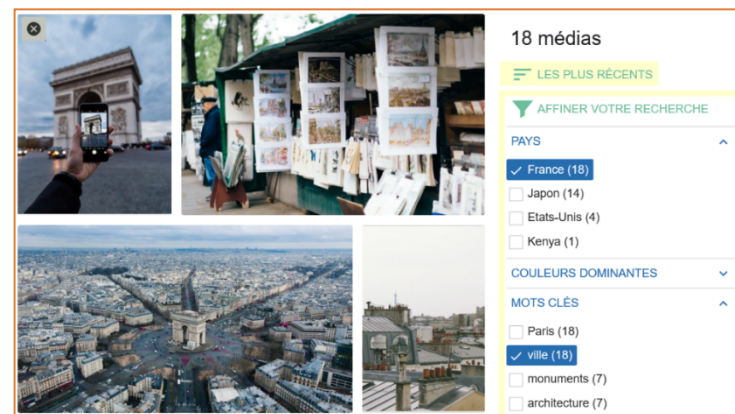 18 médias
LES PLUS RÉCENTS
AFFINER VOTRE RECHERCHE
PAYS
France (18)
Japon (14)
Etats-Unis (4)
Kenya (1)
COULEURS DOMINANTES
MOTS CLÉS
Paris (18)
ville (18)
monuments (7)
architecture (7)